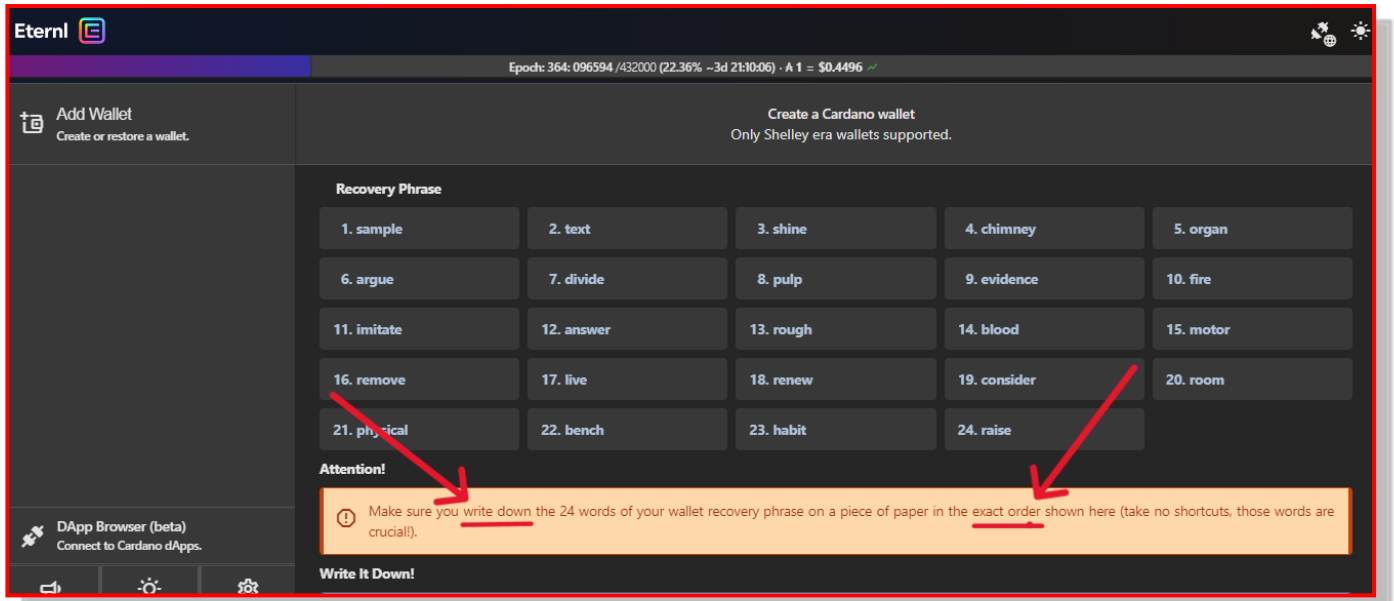 Eternl
Epoch: 364: 096594 /432000 (22.36% ~3d 21:10:06) · ₳ 1 = $0.4496
Add Wallet
Create or restore a wallet.
Create a Cardano wallet
Only Shelley era wallets supported.
Recovery Phrase
1. sample 2. text 3. shine 4. chimney 5. organ
6. argue 7. divide 8. pulp 9. evidence 10. fire
11. imitate 12. answer 13. rough 14. blood 15. motor
16. remove 17. live 18. renew 19. consider 20. room
21. physical 22. bench 23. habit 24. raise
Attention!
Make sure you write down the 24 words of your wallet recovery phrase on a piece of paper in the exact order shown here (take no shortcuts, those words are
crucial!).
DApp Browser (beta)
Connect to Cardano dApps.
Write It Down!